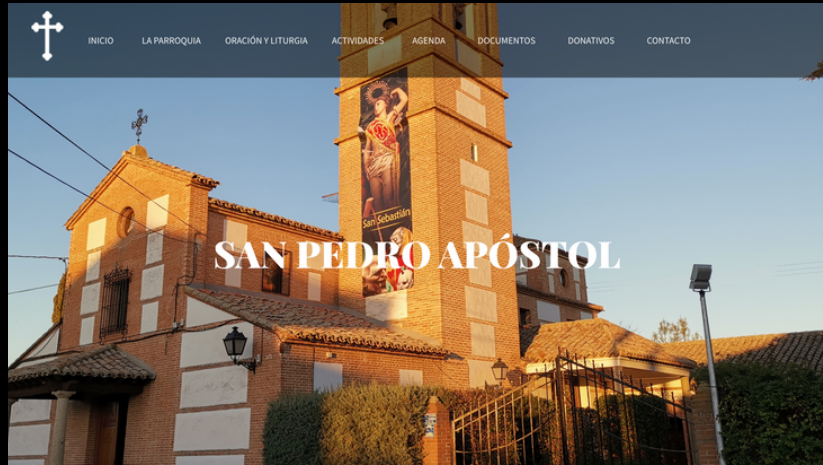 INICIO
LA PARROQUIA
ORACIÓN Y LITURGIA
ACTIVIDADES
AGENDA
DOCUMENTOS
DONATIVOS
CONTACTO
San Sebastián
SAN PEDRO APÓSTOL